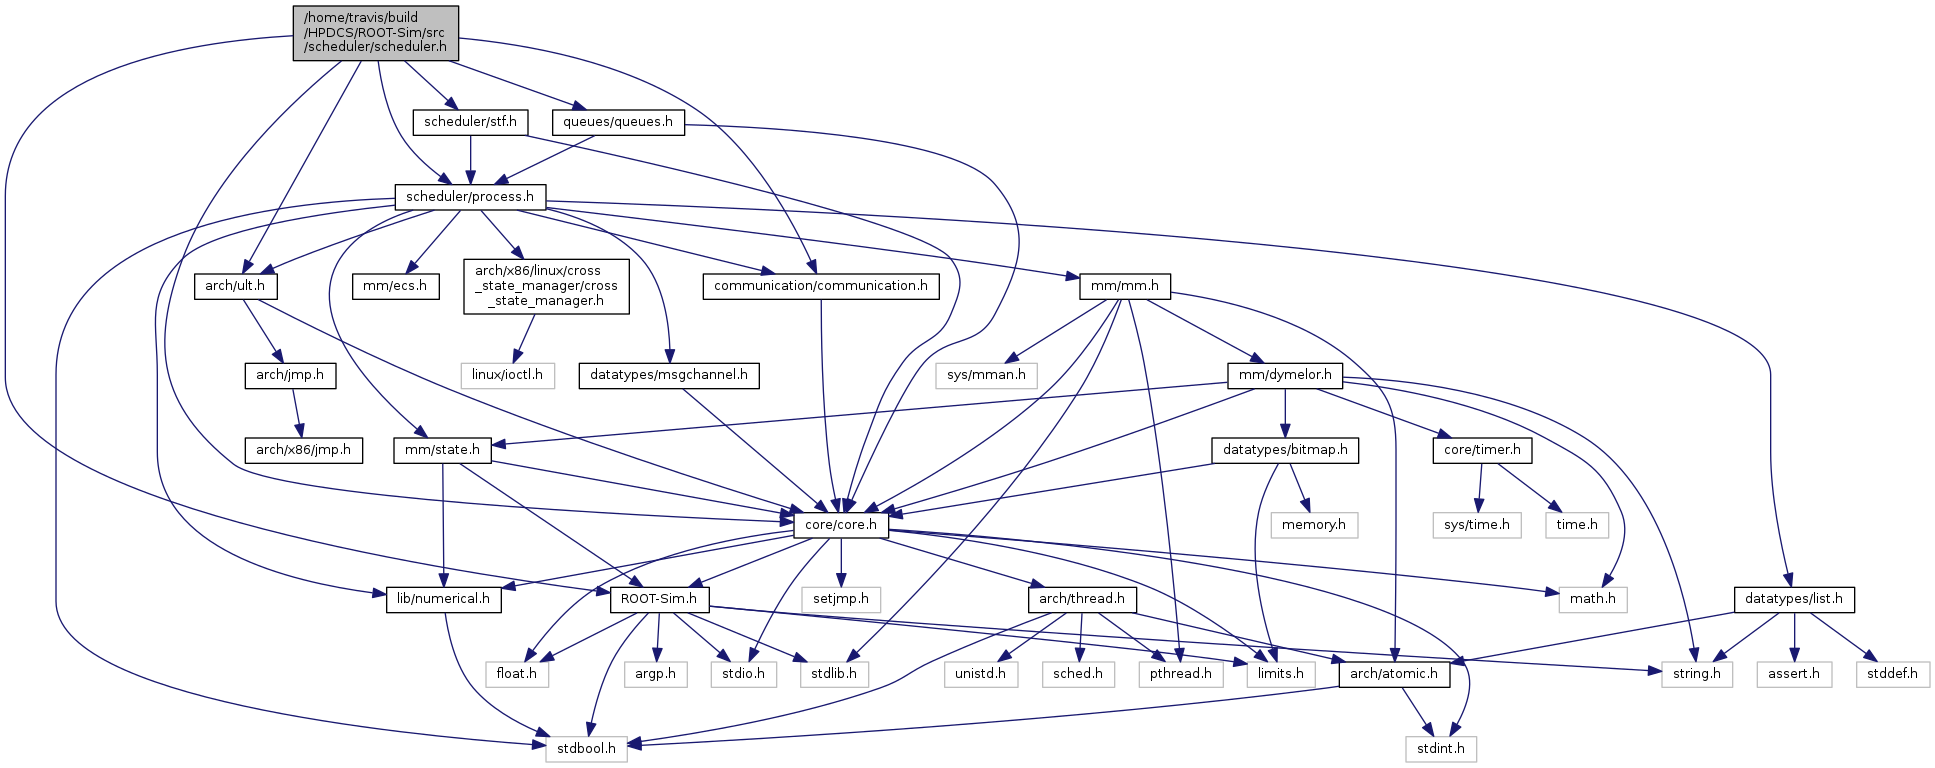 /home/travis/build
/HPDCS/ROOT-Sim/src
/scheduler/scheduler.h
scheduler/stf.h
queues/queues.h
scheduler/process.h
arch/ult.h
mm/ecs.h
arch/x86/linux/cross
_state_manager/cross
_state_manager.h
communication/communication.h
mm/mm.h
arch/jmp.h
linux/ioctl.h
datatypes/msgchannel.h
sys/mman.h
mm/dymelor.h
arch/x86/jmp.h
mm/state.h
datatypes/bitmap.h
core/timer.h
core/core.h
memory.h
sys/time.h
time.h
lib/numerical.h
ROOT-Sim.h
setjmp.h
arch/thread.h
math.h
datatypes/list.h
float.h
argp.h
stdio.h
stdlib.h
unistd.h
sched.h
pthread.h
limits.h
arch/atomic.h
string.h
assert.h
stddef.h
stdbool.h
stdint.h